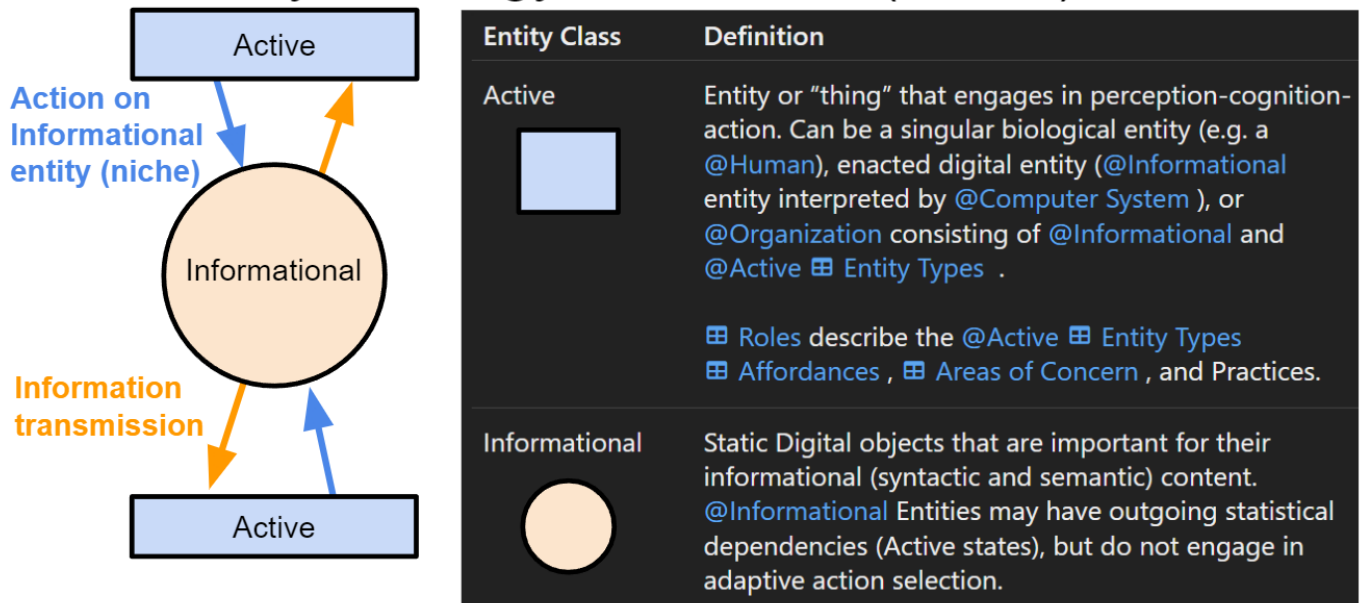 Active
Action on
Informational
entity (niche)
Informational
Information
transmission
Active
Entity Class Definition
Active Entity or “thing” that engages in perception-cognition-
action. Can be a singular biological entity (e.g. a
@Human), enacted digital entity (@Informational
entity interpreted by @Computer System ), or
@Organization consisting of @Informational and
@Active Entity Types .
Roles describe the @Active Entity Types
Affordances , Areas of Concern , and Practices.
Informational Static Digital objects that are important for their
informational (syntactic and semantic) content.
@Informational Entities may have outgoing statistical
dependencies (Active states), but do not engage in
adaptive action selection.